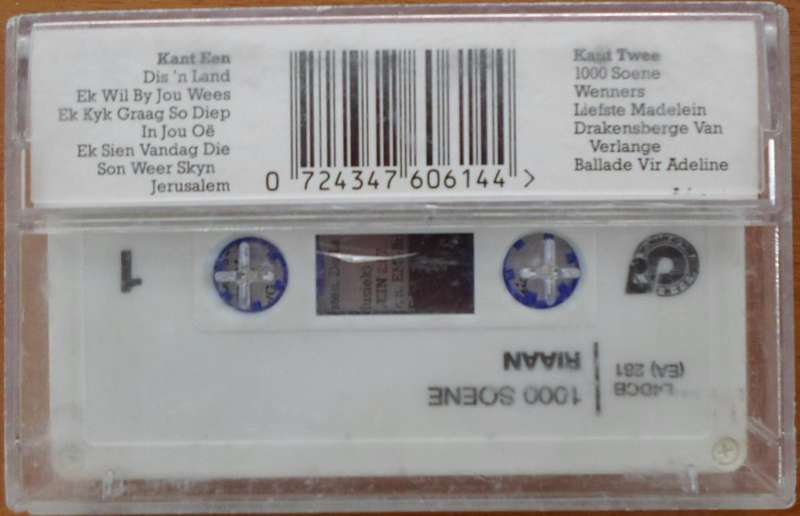 Kant Een
Dis 'n Land
Ek Wil By Jou Wees
Ek Kyk Graag So Diep
In Jou Oë
Ek Sien Vandag Die
Son Weer Skyn
Jerusalem
0 724347 606144 >
Kant Twee
1000 Soene
Wenners
Liefste Madelein
Drakensberge Van
Verlange
Ballade Vir Adeline
1
1000 SOENE
RIAAN
L4DCB
(EA) 281